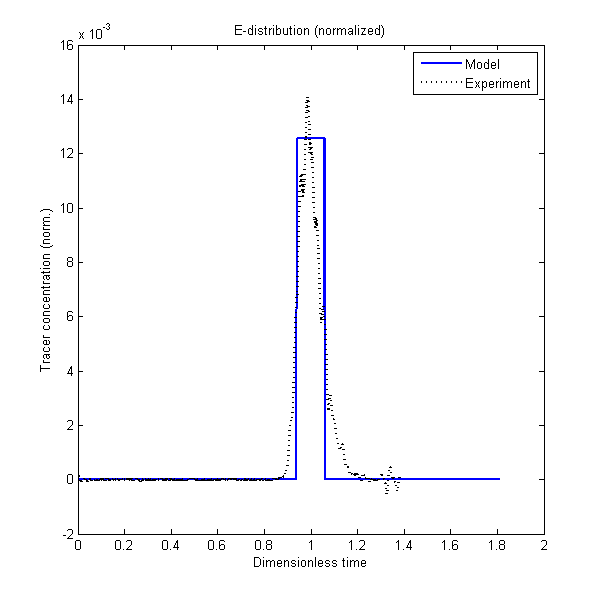 E-distribution (normalized)
x 10⁻³
Model
Experiment
16
14
12
10
8
6
4
2
0
-2
Tracer concentration (norm.)
0 0.2 0.4 0.6 0.8 1 1.2 1.4 1.6 1.8 2
Dimensionless time